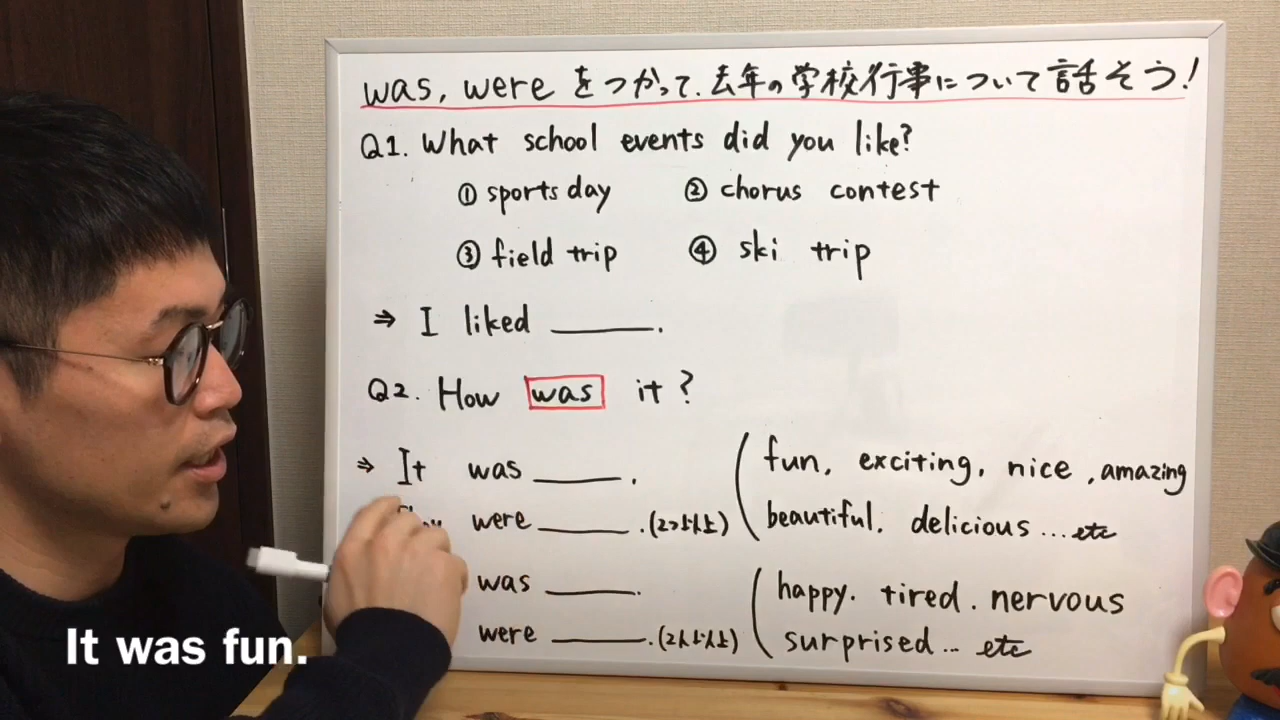 was, were をつかって、去年の学校行事について話そう！
Q1. What school events did you like?
① sports day ② chorus contest
③ field trip ④ ski trip
⇒ I liked ______.
Q2. How was it?
⇒ It was ______.
were ______. (2つ以上)
(fun, exciting, nice, amazing
beautiful, delicious ... etc
was ______.
were ______. (2人以上)
(happy. tired. nervous
surprised ... etc
It was fun.